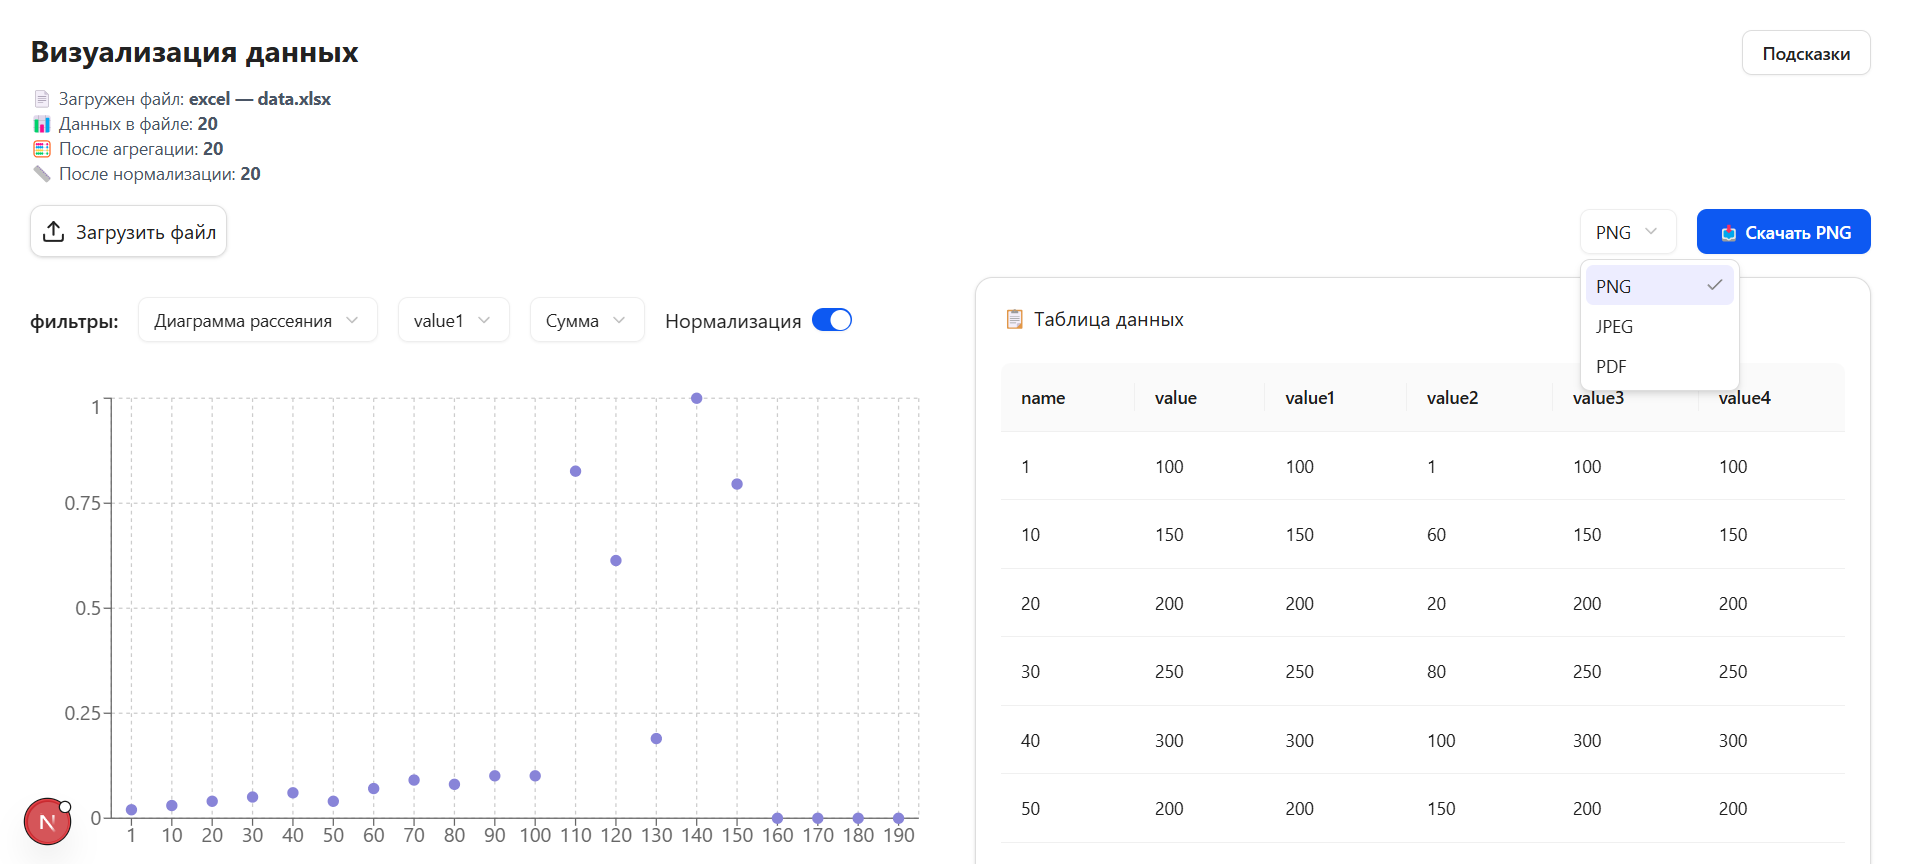 Визуализация данных
Подсказки
Загружен файл: excel — data.xlsx
Данных в файле: 20
После агрегации: 20
После нормализации: 20
Загрузить файл
PNG
Скачать PNG
PNG
JPEG
PDF
фильтры:
Диаграмма рассеяния
value1
Сумма
Нормализация
1
0.75
0.5
0.25
0
1 10 20 30 40 50 60 70 80 90 100 110 120 130 140 150 160 170 180 190
N
Таблица данных
name value value1 value2 value3 value4
1 100 100 1 100 100
10 150 150 60 150 150
20 200 200 20 200 200
30 250 250 80 250 250
40 300 300 100 300 300
50 200 200 150 200 200